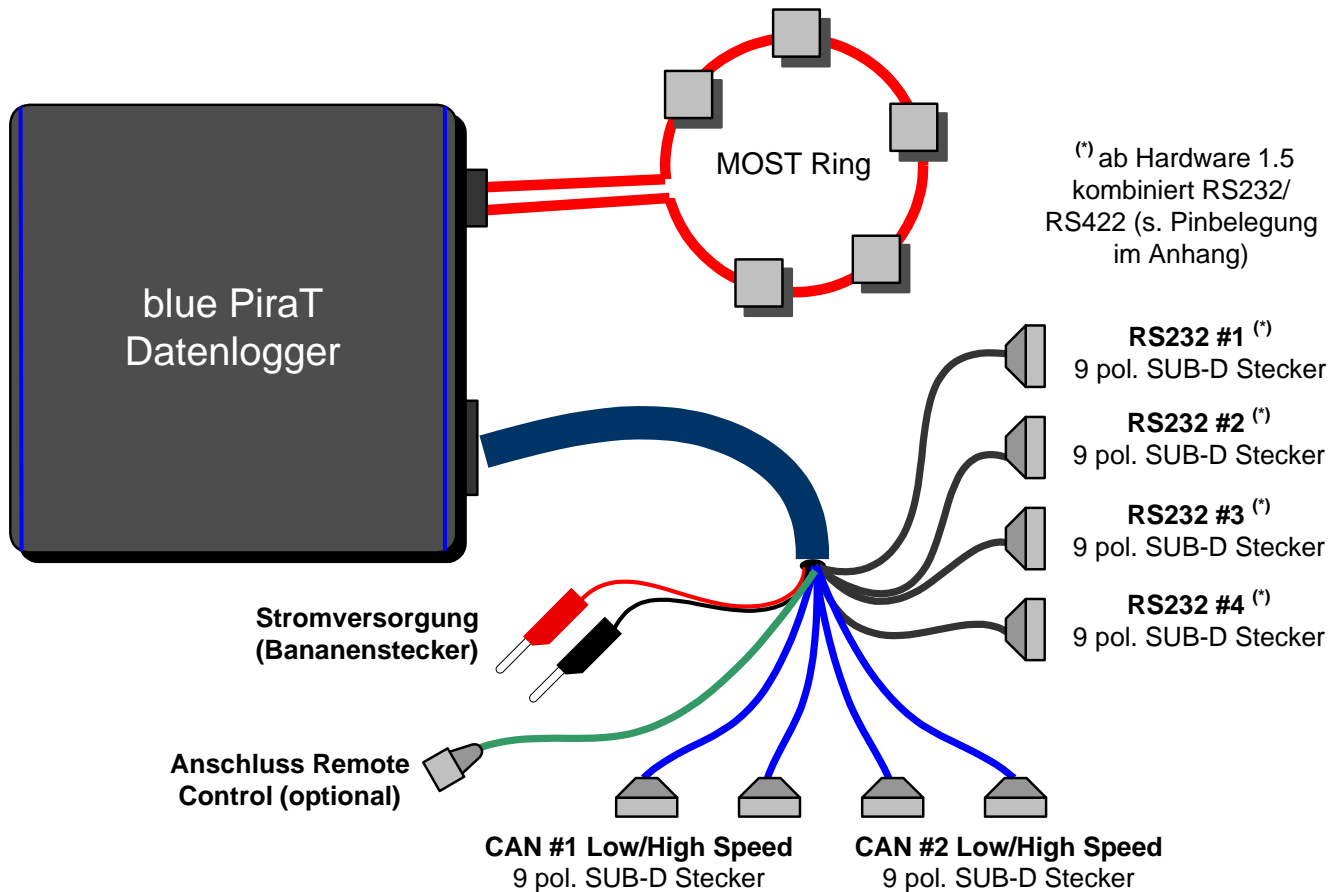 MOST Ring
(*) ab Hardware 1.5
kombiniert RS232/
RS422 (s. Pinbelegung
im Anhang)
blue PiraT
Datenlogger
RS232 #1 (*)
9 pol. SUB-D Stecker
RS232 #2 (*)
9 pol. SUB-D Stecker
RS232 #3 (*)
9 pol. SUB-D Stecker
RS232 #4 (*)
9 pol. SUB-D Stecker
Stromversorgung
(Bananenstecker)
Anschluss Remote
Control (optional)
CAN #1 Low/High Speed
9 pol. SUB-D Stecker
CAN #2 Low/High Speed
9 pol. SUB-D Stecker